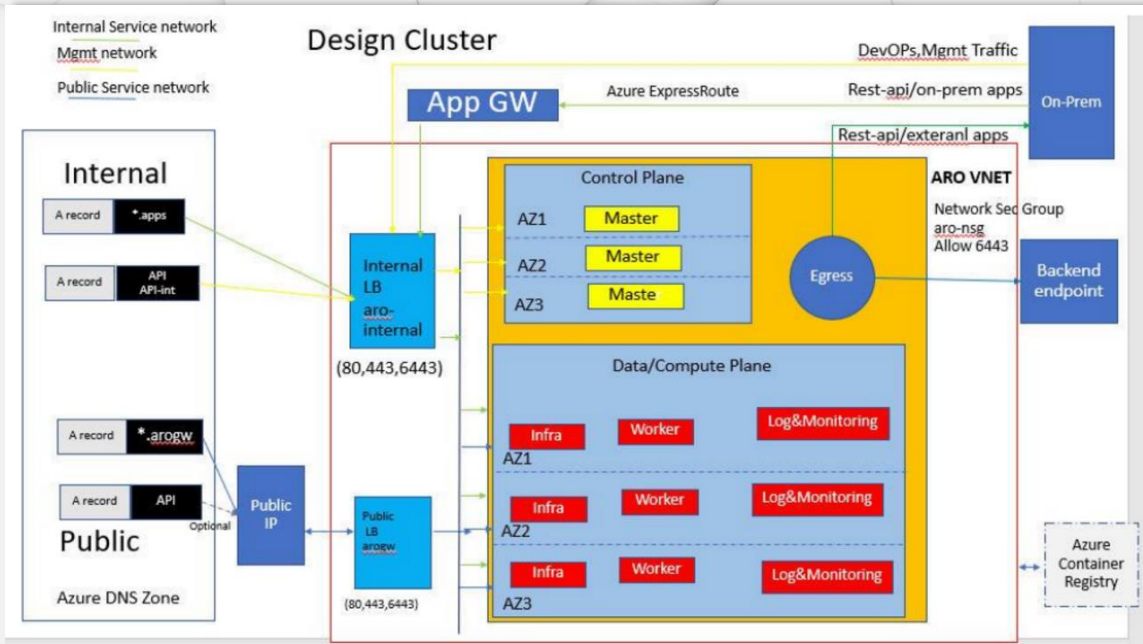 Internal Service network
Mgmt network
Public Service network
Design Cluster
DevOPs,Mgmt Traffic
App GW
Azure ExpressRoute
Rest-api/on-prem apps
On-Prem
Rest-api/exteranl apps
Internal
A record
*.apps
A record
API
API-int
Internal
LB
aro-
internal
(80,443,6443)
Control Plane
AZ1
Master
AZ2
Master
AZ3
Maste
Egress
ARO VNET
Network Sec Group
aro-nsg
Allow 6443
Backend
endpoint
Data/Compute Plane
Infra
Worker
Log&Monitoring
AZ1
Infra
Worker
Log&Monitoring
AZ2
Infra
Worker
Log&Monitoring
AZ3
A record
*.arogw
A record
API
Optional
Public
Azure DNS Zone
Public
IP
Public
LB
arogw
(80,443,6443)
Azure
Container
Registry